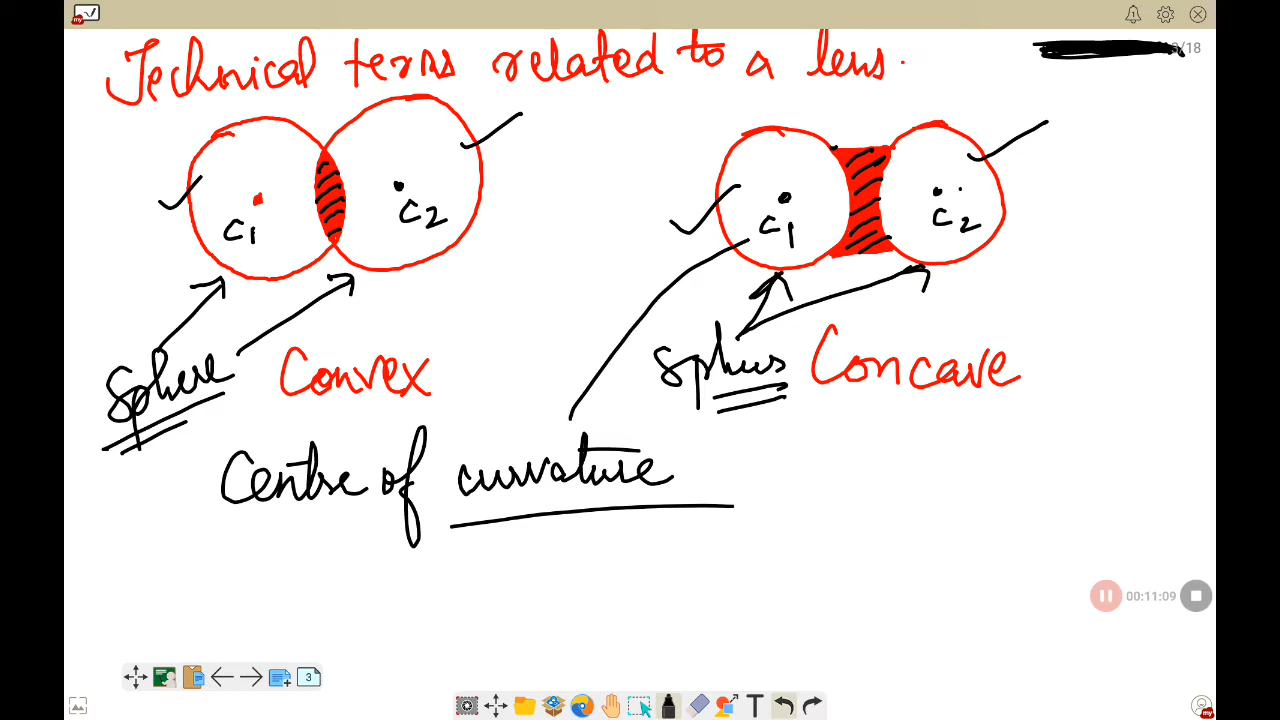 Technical terms related to a lens.
/18
C1 C2 C1 C2
Sphere Convex Spheres Concave
Centre of curvature
00:11:09
3